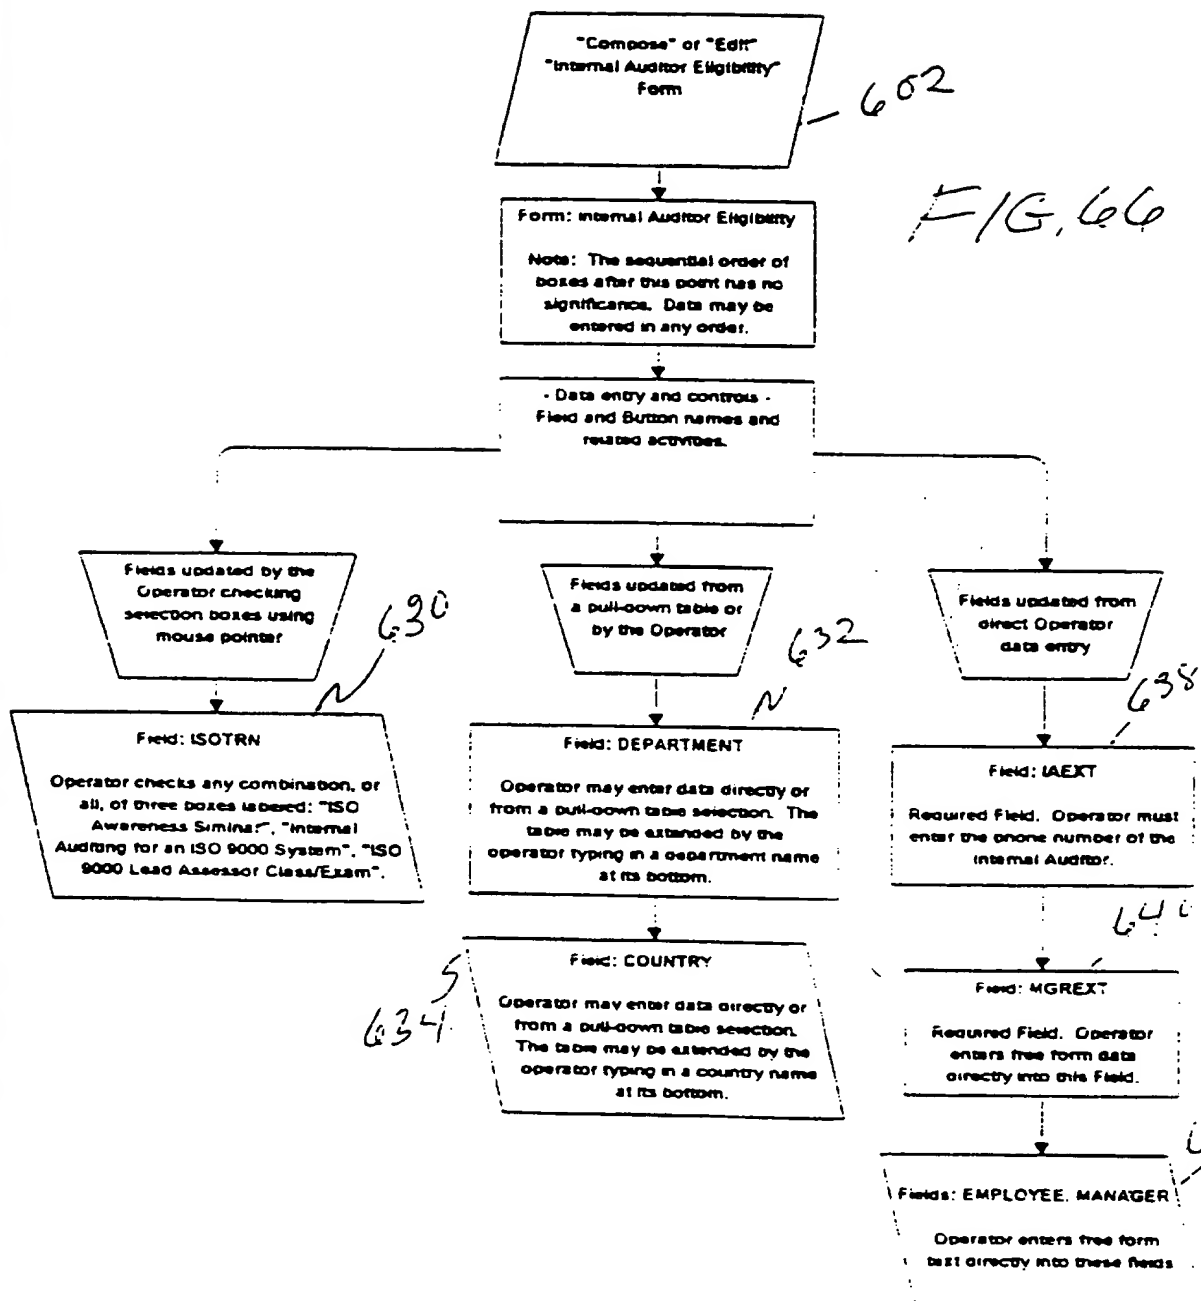 "Compose" or "Edit"
"Internal Auditor Eligibility"
Form
602
FIG. 66
Form: Internal Auditor Eligibility
Note: The sequential order of
boxes after this point has no
significance. Data may be
entered in any order.
- Data entry and controls -
Field and Button names and
related activities.
Fields updated by the
Operator checking
selection boxes using
mouse pointer
630
Fields updated from
a pull-down table or
by the Operator
632
Fields updated from
direct Operator
data entry
638
Field: ISOTRN
Operator checks any combination, or
all, of three boxes labeled: "ISO
Awareness Siminar", "Internal
Auditing for an ISO 9000 System", "ISO
9000 Lead Assessor Class/Exam".
Field: DEPARTMENT
Operator may enter data directly or
from a pull-down table selection. The
table may be extended by the
operator typing in a department name
at its bottom.
Field: IAEXT
Required Field. Operator must
enter the phone number of the
Internal Auditor.
634
Field: COUNTRY
Operator may enter data directly or
from a pull-down table selection.
The table may be extended by the
operator typing in a country name
at its bottom.
Field: MGREXT
Required Field. Operator
enters free form data
directly into this Field.
Fields: EMPLOYEE, MANAGER
Operator enters free form
text directly into these fields